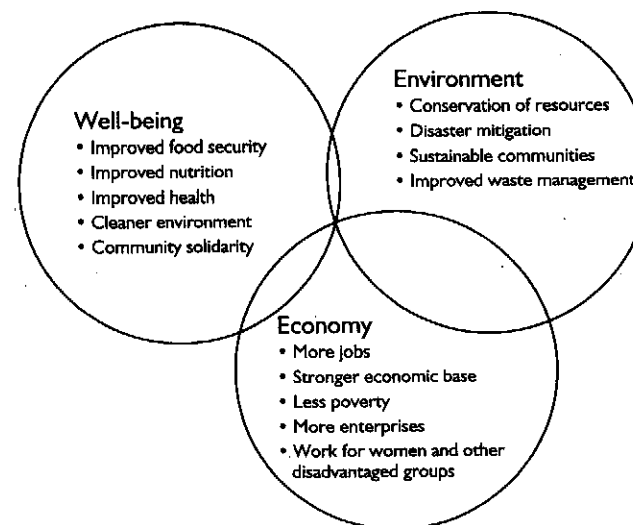 Well-being
• Improved food security
• Improved nutrition
• Improved health
• Cleaner environment
• Community solidarity
Environment
• Conservation of resources
• Disaster mitigation
• Sustainable communities
• Improved waste management
Economy
• More jobs
• Stronger economic base
• Less poverty
• More enterprises
• Work for women and other
disadvantaged groups